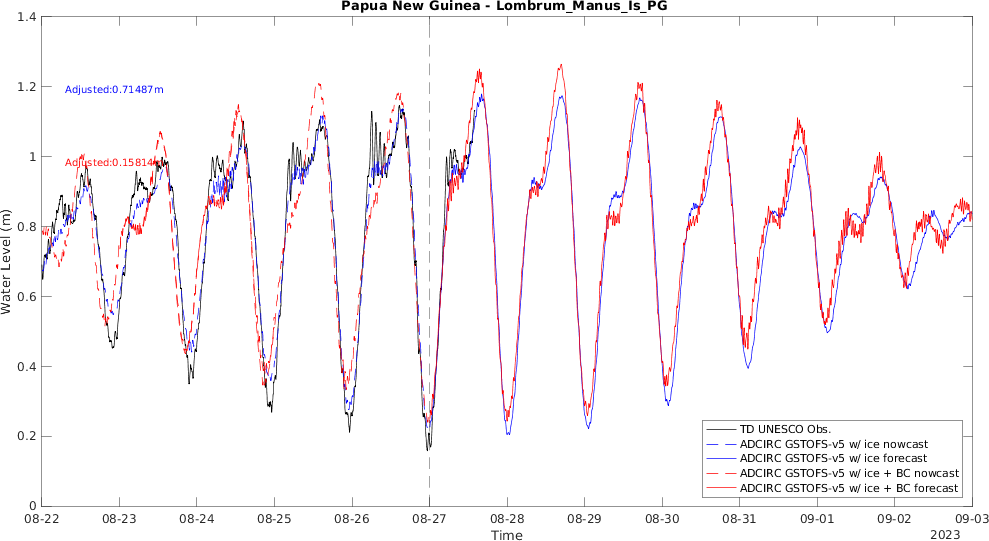 Papua New Guinea - Lombrum_Manus_Is_PG
1.4
1.2
1
0.8
0.6
0.4
0.2
0
Water Level (m)
Adjusted:0.71487m
Adjusted:0.15814m
TD UNESCO Obs.
ADCIRC GSTOFS-v5 w/ ice nowcast
ADCIRC GSTOFS-v5 w/ ice forecast
ADCIRC GSTOFS-v5 w/ ice + BC nowcast
ADCIRC GSTOFS-v5 w/ ice + BC forecast
08-22 08-23 08-24 08-25 08-26 08-27 08-28 08-29 08-30 08-31 09-01 09-02 09-03
Time
2023